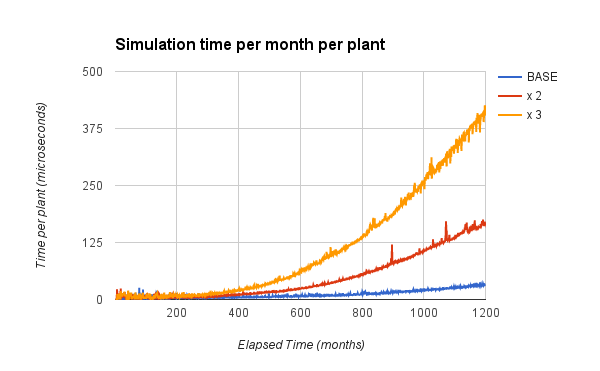 Simulation time per month per plant
500
375
250
125
0
Time per plant (microseconds)
200
400
600
800
1000
1200
Elapsed Time (months)
BASE
x 2
x 3